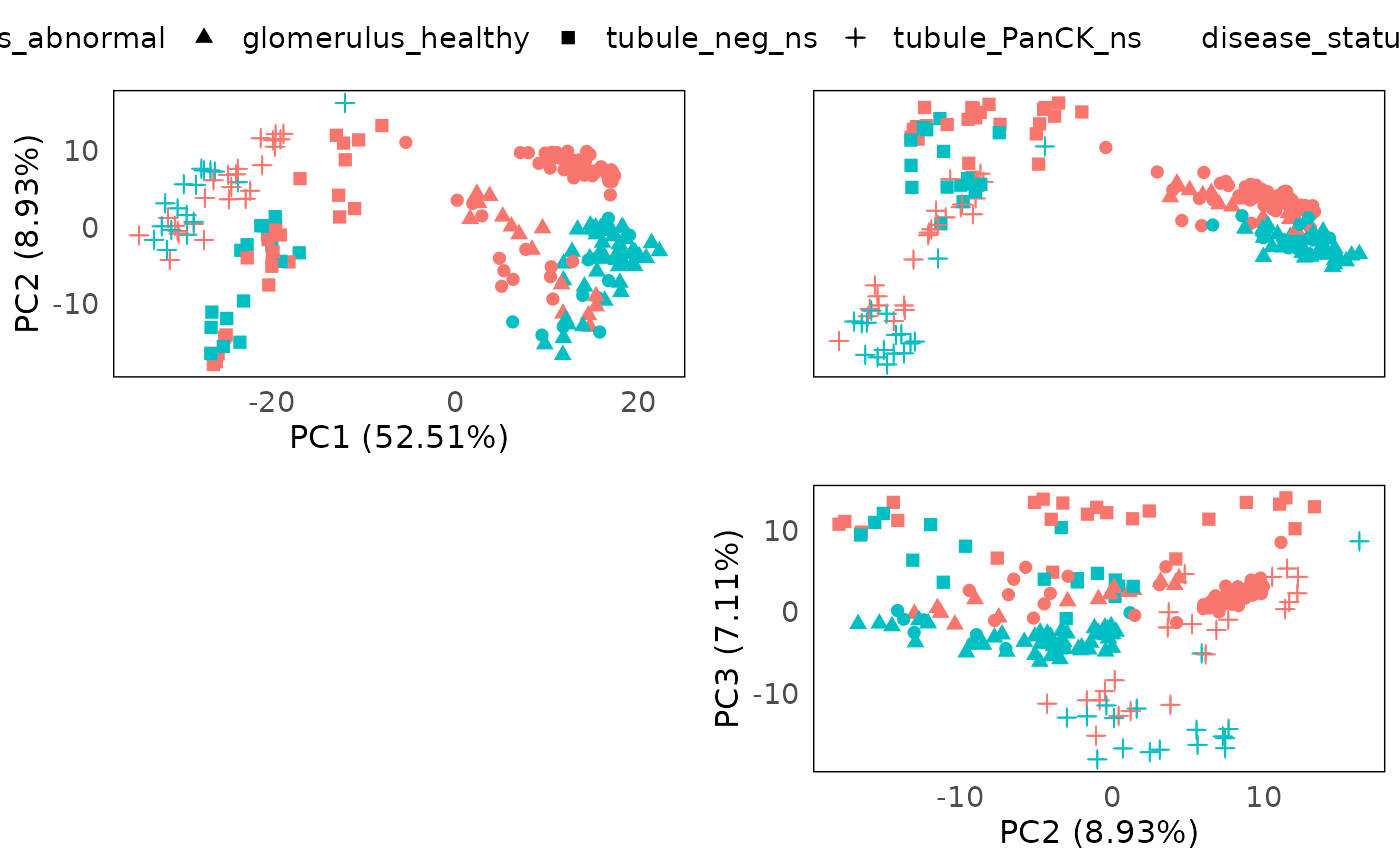 s_abnormal glomerulus_healthy tubule_neg_ns tubule_PanCK_ns disease_statu
10
0
-10
PC2 (8.93%)
-20 0 20
PC1 (52.51%)
10
0
-10
PC3 (7.11%)
-10 0 10
PC2 (8.93%)